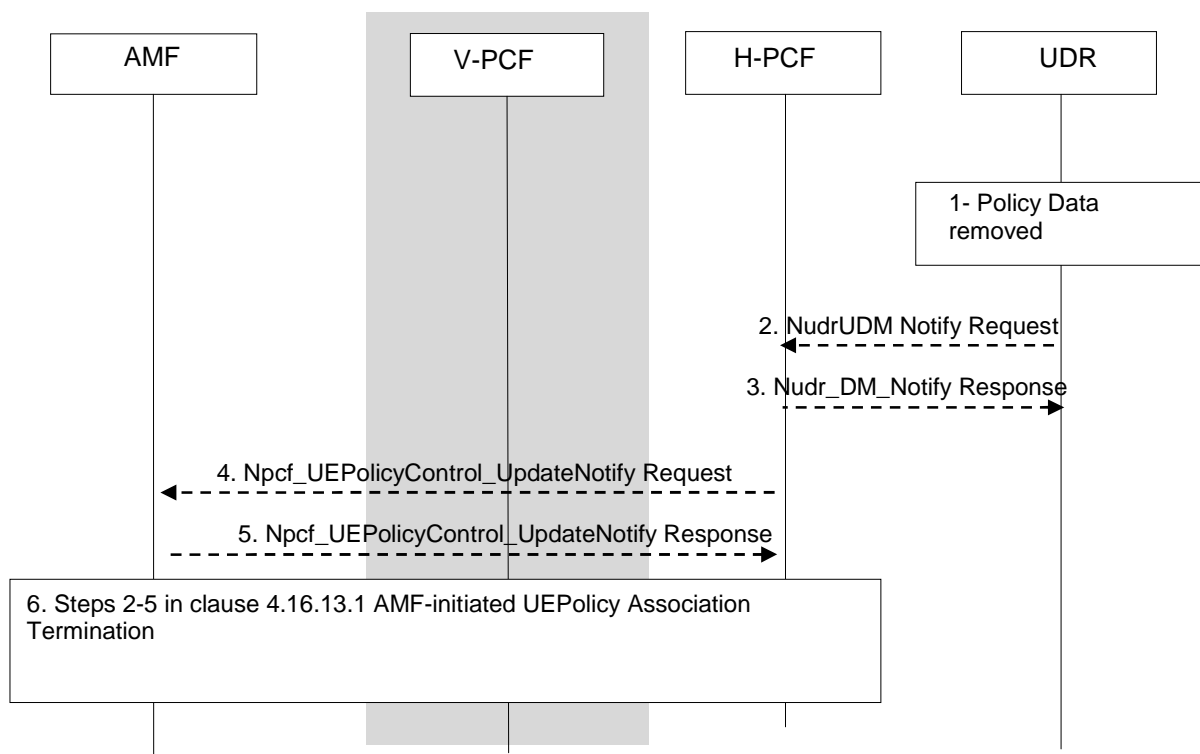 AMF
V-PCF
H-PCF
UDR
1- Policy Data
removed
2. NudrUDM Notify Request
3. Nudr_DM_Notify Response
4. Npcf_UEPolicyControl_UpdateNotify Request
5. Npcf_UEPolicyControl_UpdateNotify Response
6. Steps 2-5 in clause 4.16.13.1 AMF-initiated UEPolicy Association
Termination